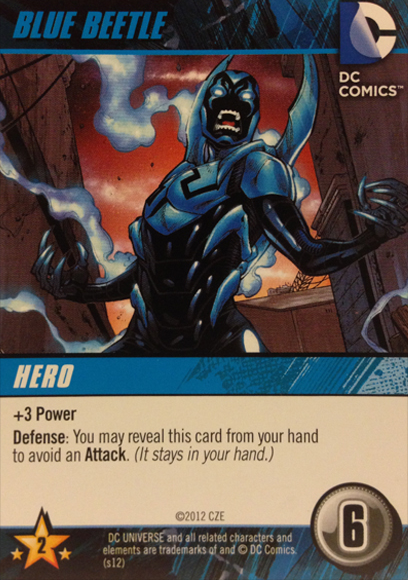 BLUE BEETLE
DC COMICS™
HERO
+3 Power
Defense: You may reveal this card from your hand
to avoid an Attack. (It stays in your hand.)
©2012 CZE
2
DC UNIVERSE and all related characters and
elements are trademarks of and © DC Comics.
(s12)
6